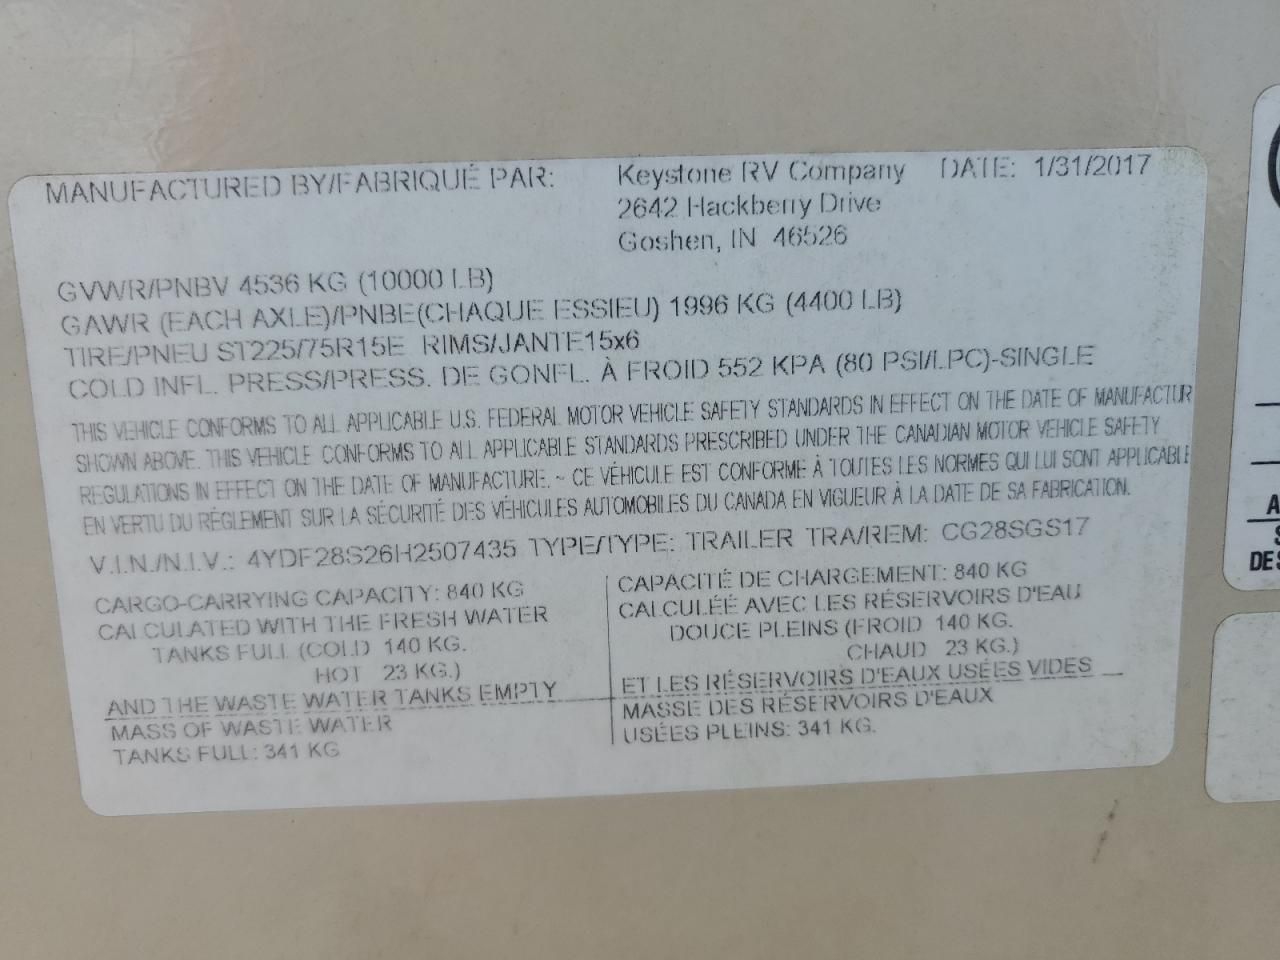 MANUFACTURED BY/FABRIQUÉ PAR: Keystone RV Company DATE: 1/31/2017
2642 Hackberry Drive
Goshen, IN 46526
GVWR/PNBV 4536 KG (10000 LB)
GAWR (EACH AXLE)/PNBE(CHAQUE ESSIEU) 1996 KG (4400 LB)
TIRE/PNEU ST225/75R15E RIMS/JANTE15x6
COLD INFL. PRESS/PRESS. DE GONFL. À FROID 552 KPA (80 PSI/LPC)-SINGLE
THIS VEHICLE CONFORMS TO ALL APPLICABLE U.S. FEDERAL MOTOR VEHICLE SAFETY STANDARDS IN EFFECT ON THE DATE OF MANUFACTUR
SHOWN ABOVE. THIS VEHICLE CONFORMS TO ALL APPLICABLE STANDARDS PRESCRIBED UNDER THE CANADIAN MOTOR VEHICLE SAFETY
REGULATIONS IN EFFECT ON THE DATE OF MANUFACTURE. ~ CE VÉHICULE EST CONFORME À TOUTES LES NORMES QUI LUI SONT APPLICABLE
EN VERTU DU RÈGLEMENT SUR LA SÉCURITÉ DES VÉHICULES AUTOMOBILES DU CANADA EN VIGUEUR À LA DATE DE SA FABRICATION.
V.I.N./N.I.V.: 4YDF28S26H2507435 TYPE/TYPE: TRAILER TRA/REM: CG28SGS17
CARGO-CARRYING CAPACITY: 840 KG
CALCULATED WITH THE FRESH WATER
TANKS FULL (COLD 140 KG.
HOT 23 KG.)
AND THE WASTE WATER TANKS EMPTY
MASS OF WASTE WATER
TANKS FULL: 341 KG
CAPACITÉ DE CHARGEMENT: 840 KG
CALCULÉE AVEC LES RÉSERVOIRS D'EAU
DOUCE PLEINS (FROID 140 KG.
CHAUD 23 KG.)
ET LES RÉSERVOIRS D'EAUX USÉES VIDES
MASSE DES RÉSERVOIRS D'EAUX
USÉES PLEINS: 341 KG.